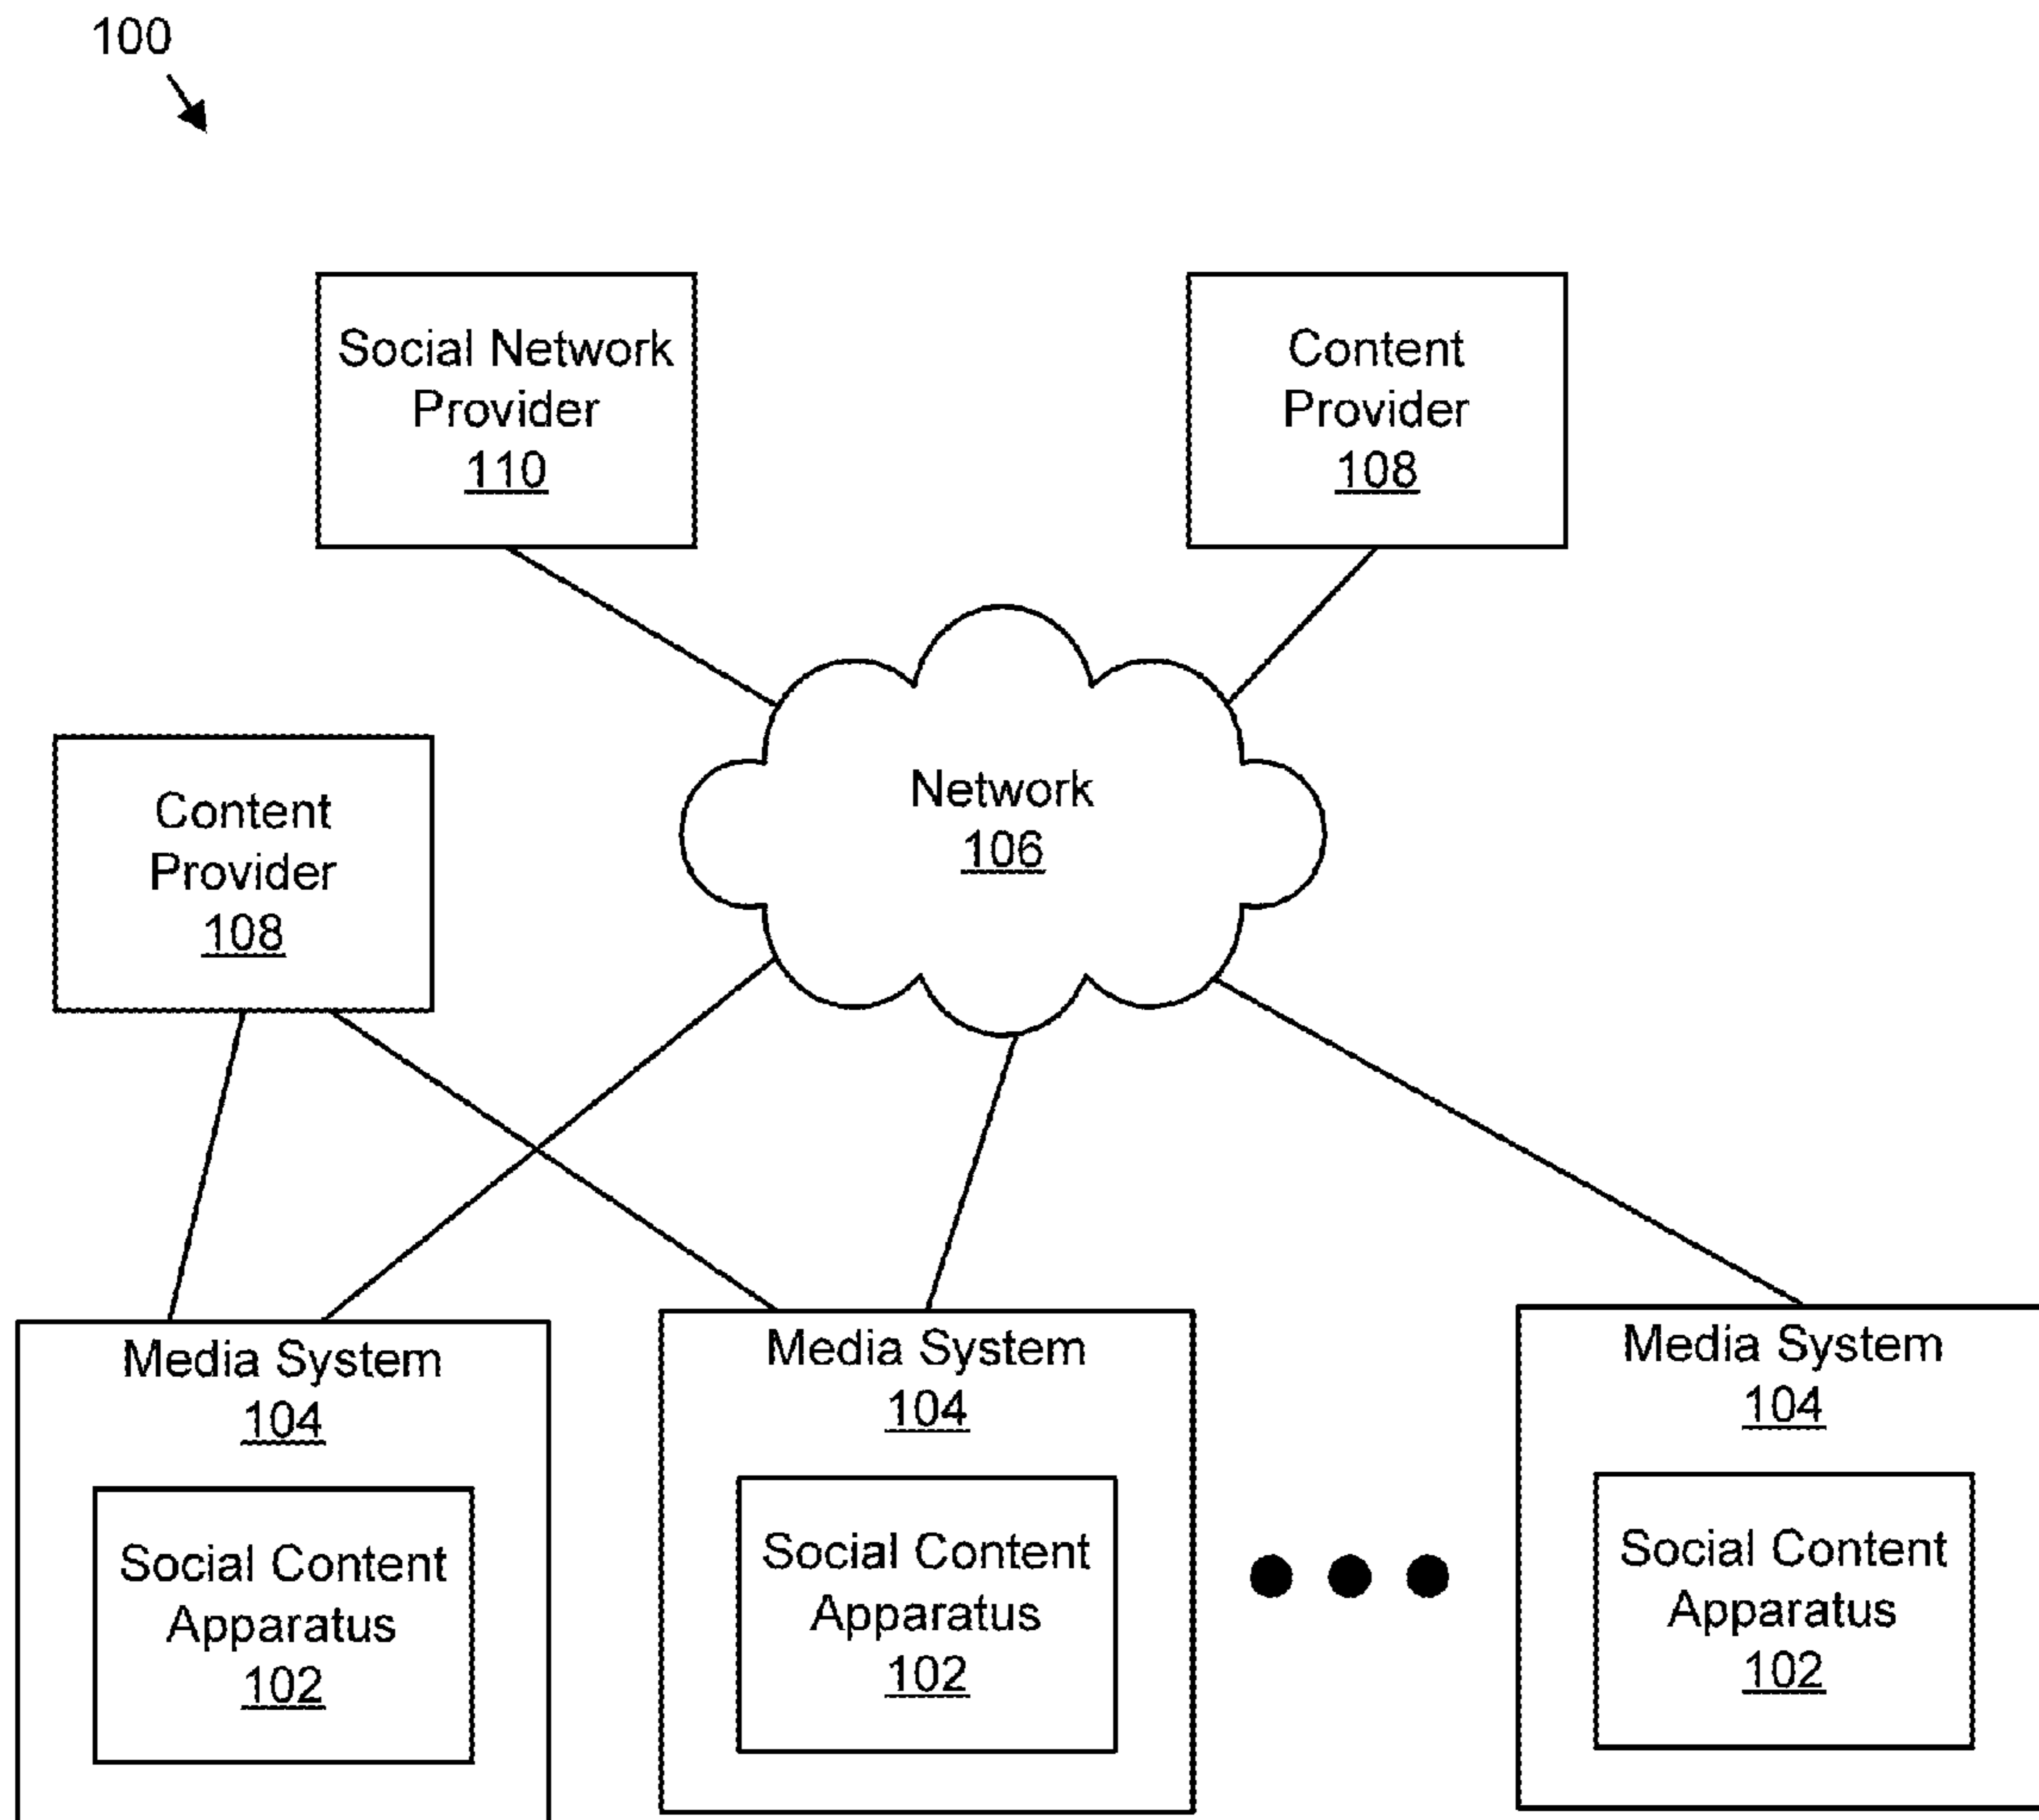 100
Social Network
Provider
110
Content
Provider
108
Network
106
Content
Provider
108
Media System
104
Social Content
Apparatus
102
Media System
104
Social Content
Apparatus
102
Media System
104
Social Content
Apparatus
102